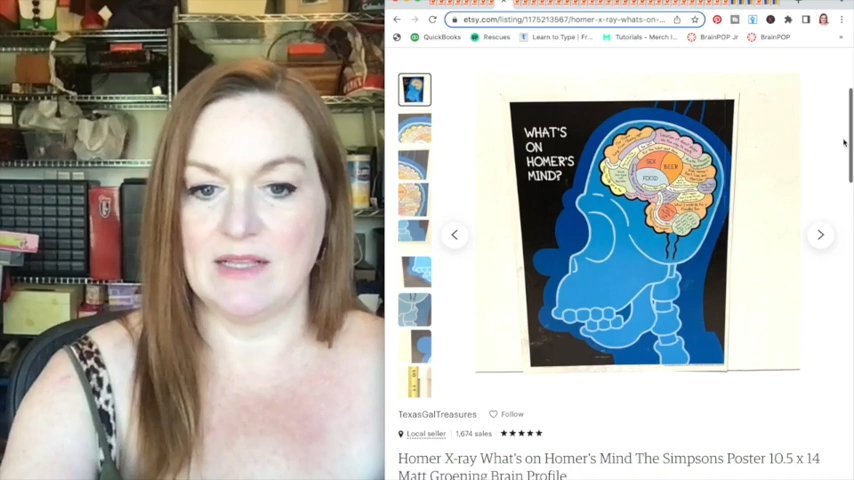 etsy.com/listing/1175213567/homer-x-ray-whats-on-...
QuickBooks
Rescues
Learn to Type | Fr...
Tutorials - Merch I...
BrainPOP Jr
BrainPOP
»
WHAT'S
ON
HOMER'S
MIND?
SEX
BEER
FOOD
TexasGalTreasures
Follow
Local seller
1,674 sales
Homer X-ray What's on Homer's Mind The Simpsons Poster 10.5 x 14
Matt Groening Brain Profile